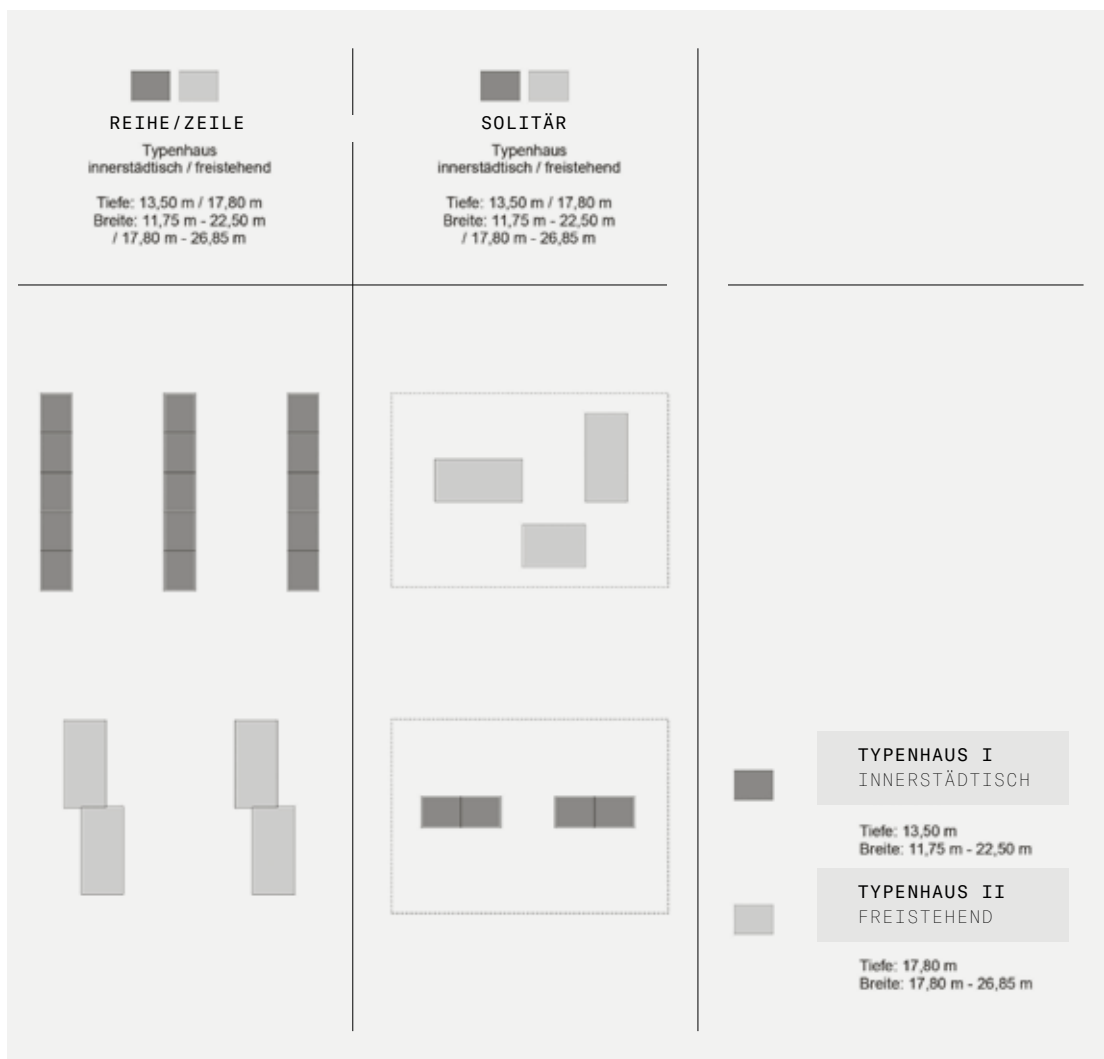 REIHE/ZEILE
Typenhaus
innerstädtisch / freistehend
Tiefe: 13,50 m / 17,80 m
Breite: 11,75 m - 22,50 m
/ 17,80 m - 26,85 m
SOLITÄR
Typenhaus
innerstädtisch / freistehend
Tiefe: 13,50 m / 17,80 m
Breite: 11,75 m - 22,50 m
/ 17,80 m - 26,85 m
TYPENHAUS I
INNERSTÄDTISCH
Tiefe: 13,50 m
Breite: 11,75 m - 22,50 m
TYPENHAUS II
FREISTEHEND
Tiefe: 17,80 m
Breite: 17,80 m - 26,85 m